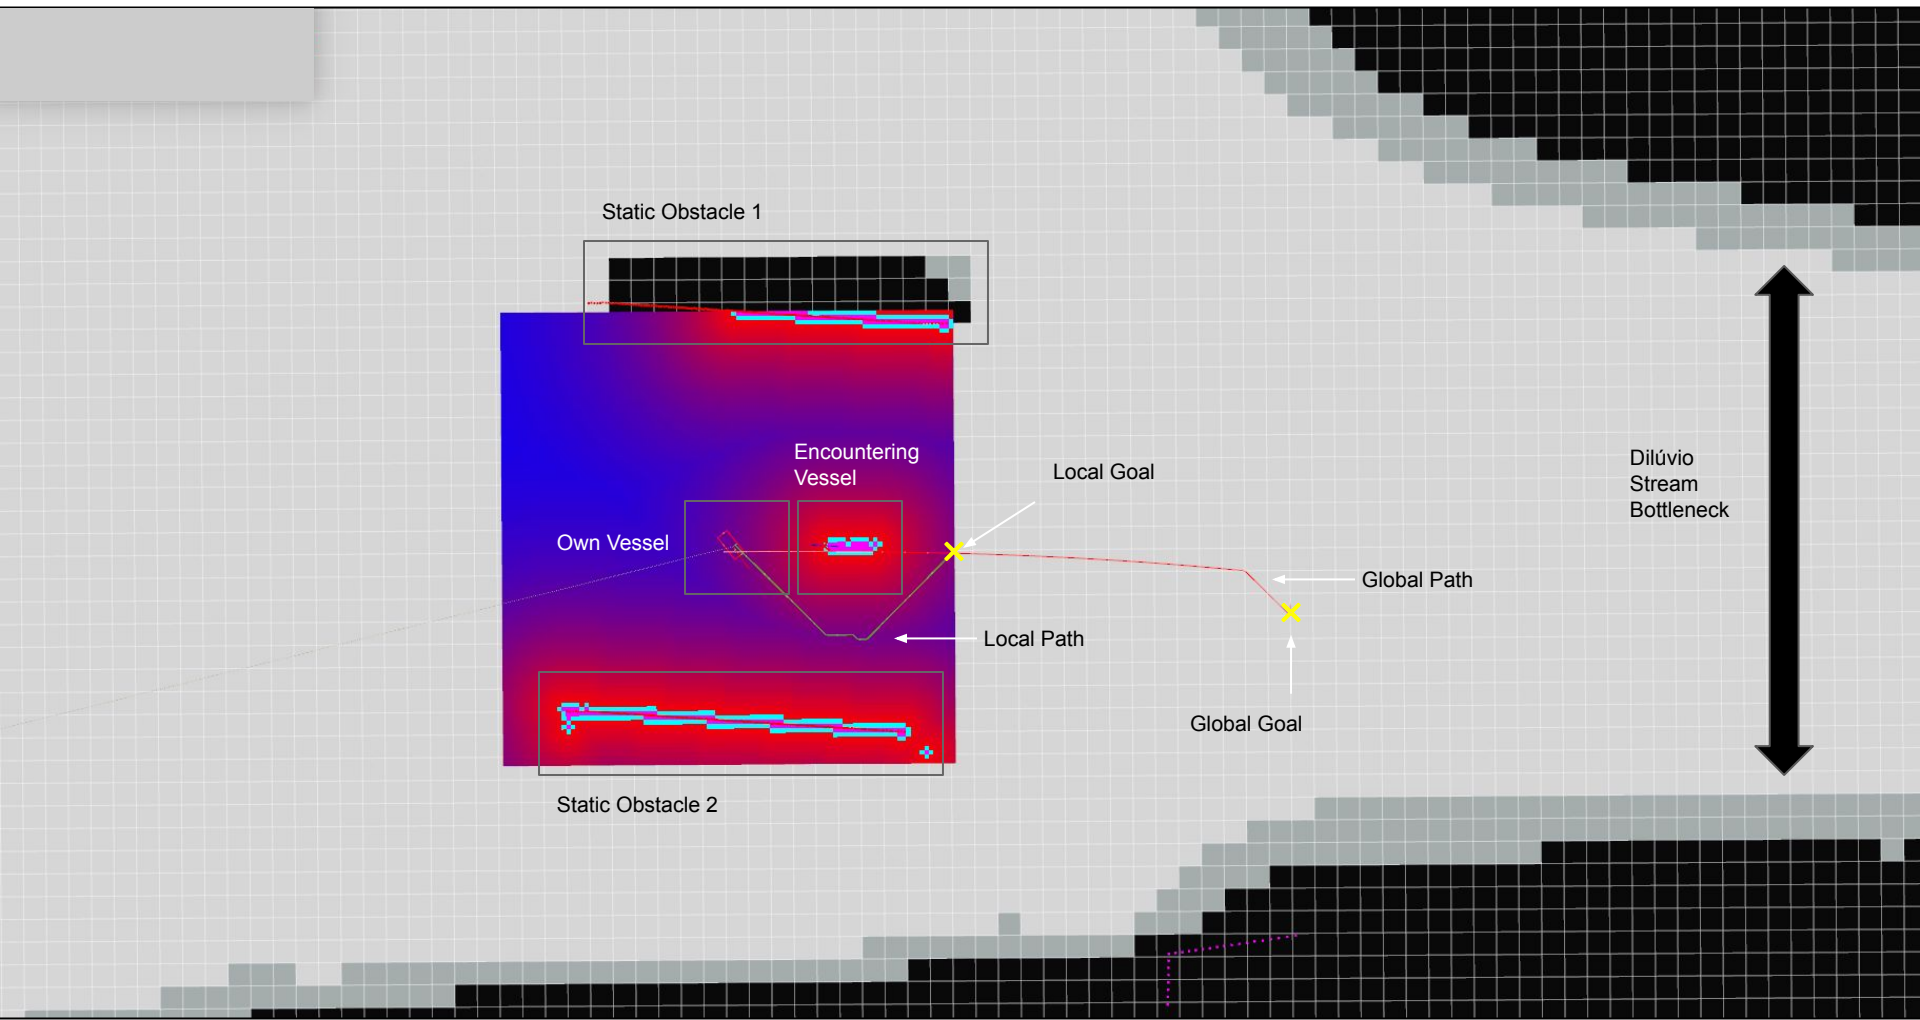 Static Obstacle 1
Encountering
Vessel
Local Goal
Dilúvio
Stream
Bottleneck
Own Vessel
Global Path
Local Path
Global Goal
Static Obstacle 2